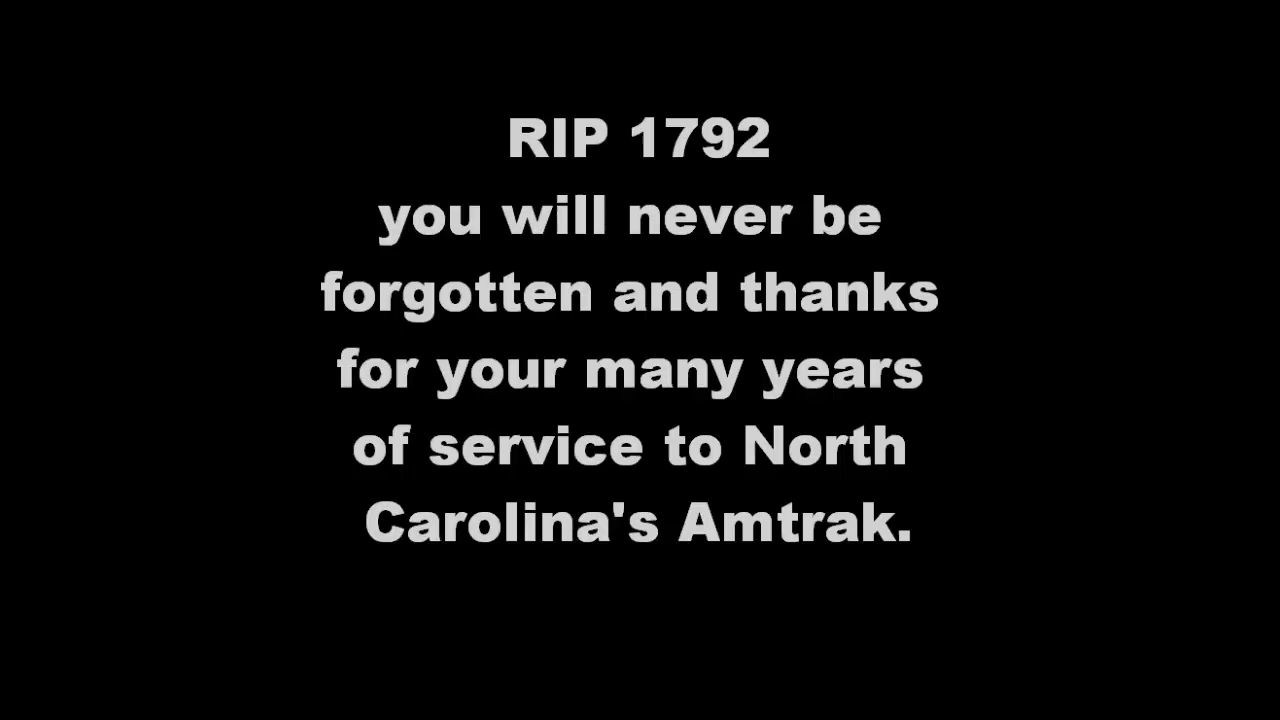 RIP 1792
you will never be
forgotten and thanks
for your many years
of service to North
Carolina's Amtrak.